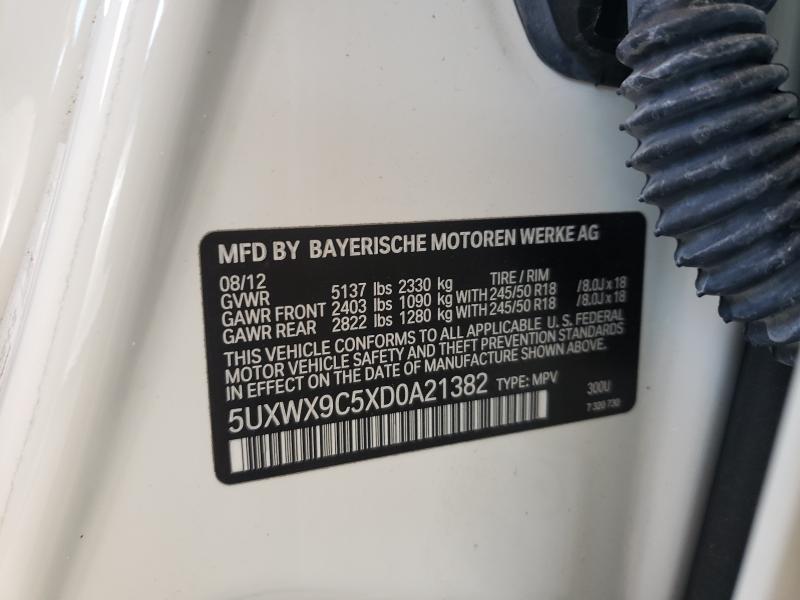 MFD BY BAYERISCHE MOTOREN WERKE AG
08/12 TIRE / RIM
GVWR 5137 lbs 2330 kg
GAWR FRONT 2403 lbs 1090 kg WITH 245/50 R18 /8.0J x 18
GAWR REAR 2822 lbs 1280 kg WITH 245/50 R18 /8.0J x 18
THIS VEHICLE CONFORMS TO ALL APPLICABLE U. S. FEDERAL
MOTOR VEHICLE SAFETY AND THEFT PREVENTION STANDARDS
IN EFFECT ON THE DATE OF MANUFACTURE SHOWN ABOVE.
5UXWX9C5XD0A21382 TYPE: MPV 300U
7 320 730